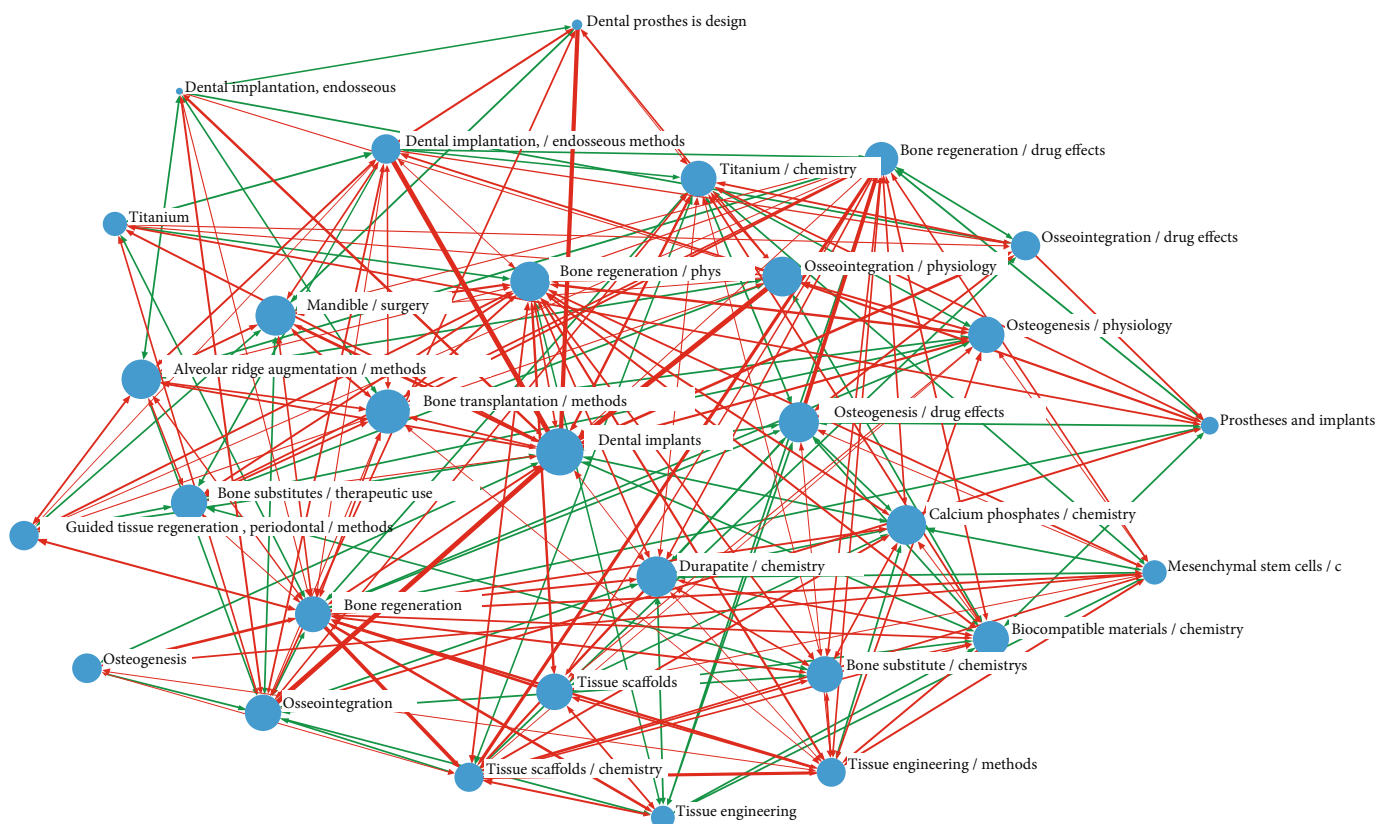 Dental prosthes is design
Dental implantation, endosseous
Dental implantation, / endosseous methods
Bone regeneration / drug effects
Titanium / chemistry
Titanium
Osseointegration / drug effects
Bone regeneration / phys
Osseointegration / physiology
Mandible / surgery
Osteogenesis / physiology
Alveolar ridge augmentation / methods
Bone transplantation / methods
Osteogenesis / drug effects
Prostheses and implants
Dental implants
Bone substitutes / therapeutic use
Calcium phosphates / chemistry
Guided tissue regeneration , periodontal / methods
Durapatite / chemistry
Mesenchymal stem cells / c
Bone regeneration
Biocompatible materials / chemistry
Osteogenesis
Bone substitute / chemistrys
Tissue scaffolds
Osseointegration
Tissue engineering / methods
Tissue scaffolds / chemistry
Tissue engineering